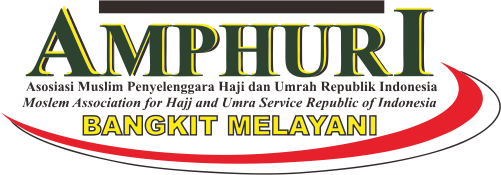 AMPHURI
Asosiasi Muslim Penyelenggara Haji dan Umrah Republik Indonesia
Moslem Association for Hajj and Umra Service Republic of Indonesia
BANGKIT MELAYANI